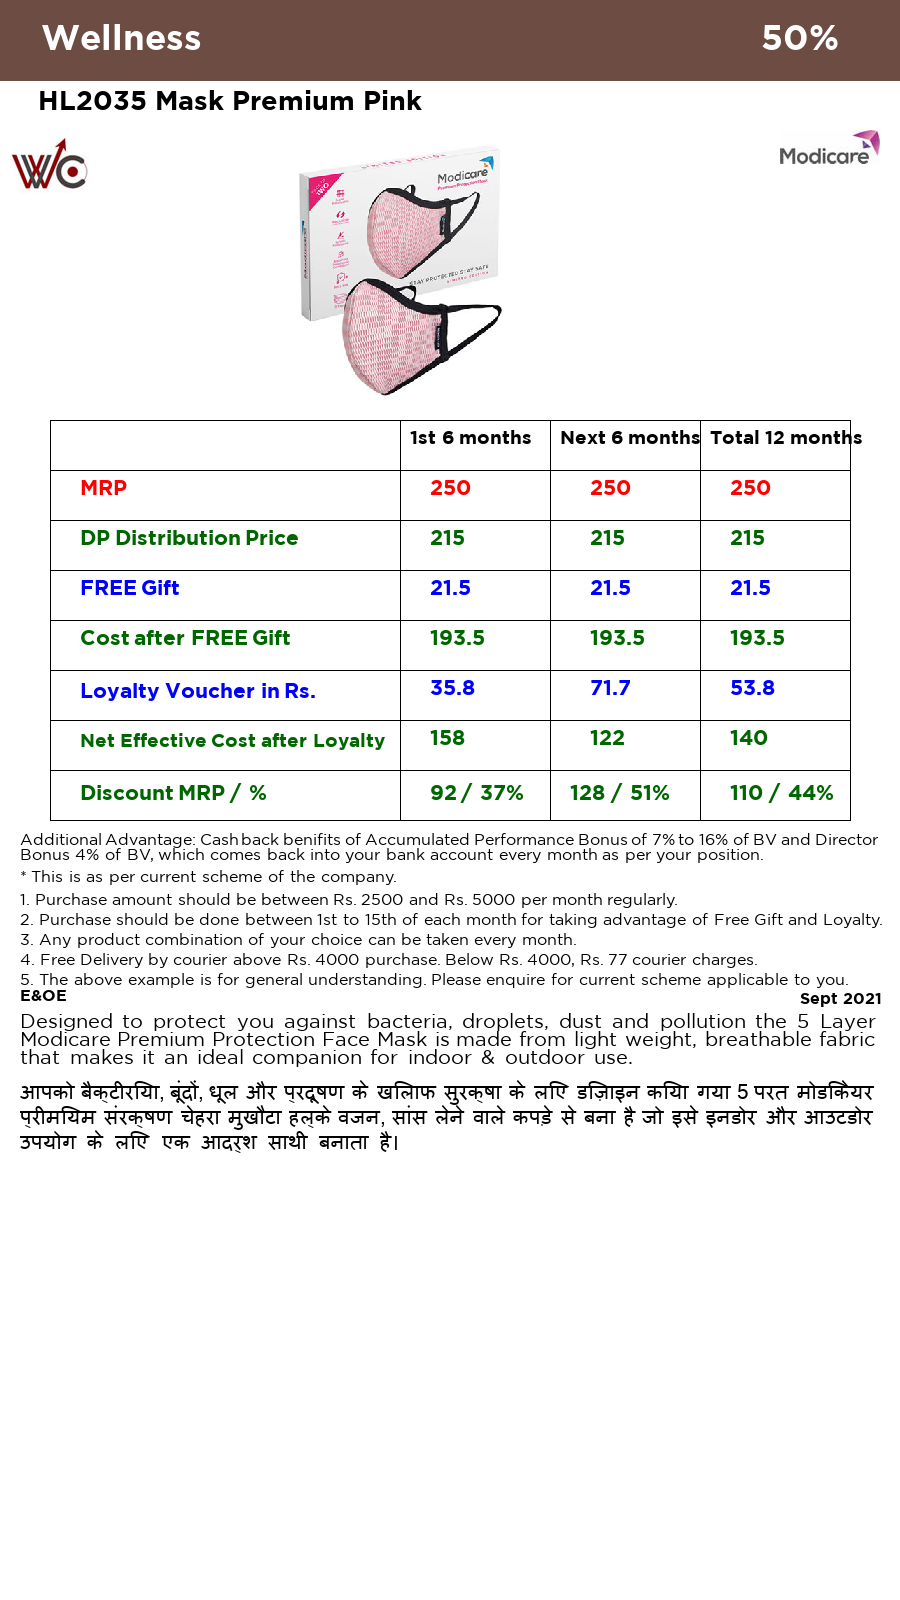 Wellness 50%
HL2035 Mask Premium Pink
WC
Modicare
Modicare
STAY PROTECTED STAY SAFE
LIMITED EDITION
1st 6 months Next 6 months Total 12 months
MRP 250 250 250
DP Distribution Price 215 215 215
FREE Gift 21.5 21.5 21.5
Cost after FREE Gift 193.5 193.5 193.5
Loyalty Voucher in Rs. 35.8 71.7 53.8
Net Effective Cost after Loyalty 158 122 140
Discount MRP / % 92 / 37% 128 / 51% 110 / 44%
Additional Advantage: Cashback benifits of Accumulated Performance Bonus of 7% to 16% of BV and Director
Bonus 4% of BV, which comes back into your bank account every month as per your position.
* This is as per current scheme of the company.
1. Purchase amount should be between Rs. 2500 and Rs. 5000 per month regularly.
2. Purchase should be done between 1st to 15th of each month for taking advantage of Free Gift and Loyalty.
3. Any product combination of your choice can be taken every month.
4. Free Delivery by courier above Rs. 4000 purchase. Below Rs. 4000, Rs. 77 courier charges.
5. The above example is for general understanding. Please enquire for current scheme applicable to you.
E&OE Sept 2021
Designed to protect you against bacteria, droplets, dust and pollution the 5 Layer
Modicare Premium Protection Face Mask is made from light weight, breathable fabric
that makes it an ideal companion for indoor & outdoor use.
आपको बैक्टीरिया, बूंदों, धूल और प्रदूषण के खिलाफ सुरक्षा के लिए डिज़ाइन किया गया 5 परत मोडिकेयर
प्रीमियम संरक्षण चेहरा मुखौटा हल्के वजन, सांस लेने वाले कपड़े से बना है जो इसे इनडोर और आउटडोर
उपयोग के लिए एक आदर्श साथी बनाता है।